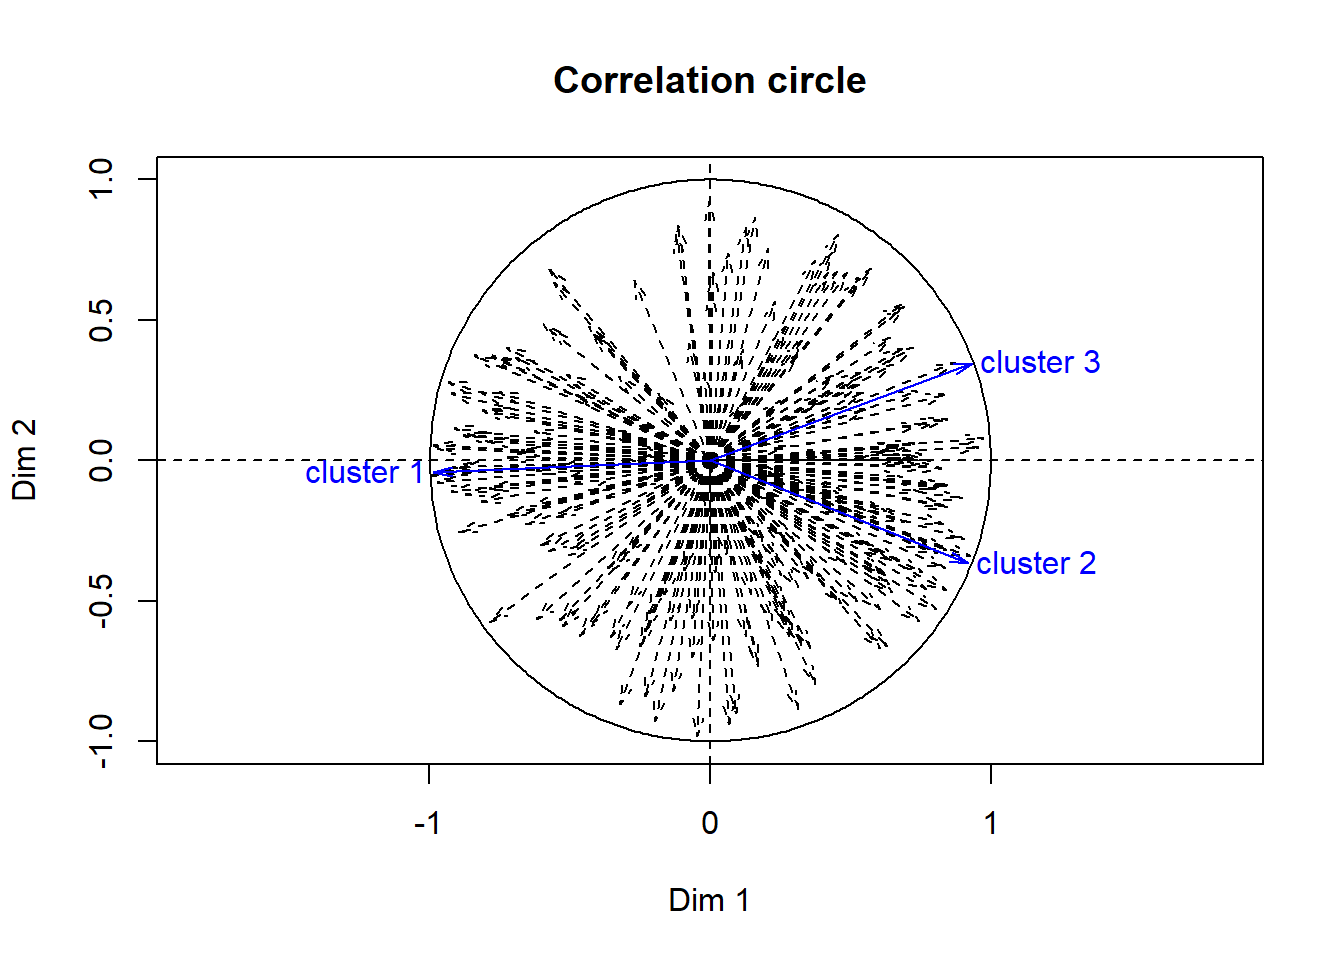 Correlation circle
Dim 2
1.0
0.5
0.0
-0.5
-1.0
cluster 3
cluster 1
cluster 2
-1
0
1
Dim 1